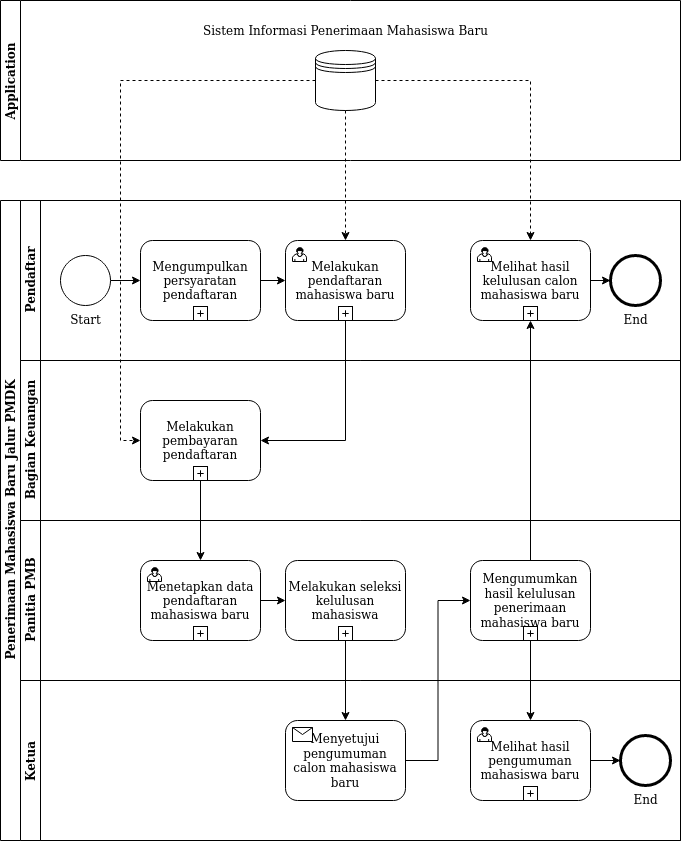 Sistem Informasi Penerimaan Mahasiswa Baru
Application
Penerimaan Mahasiswa Baru Jalur PMDK
Pendaftar
Start
Mengumpulkan
persyaratan
pendaftaran
Melakukan
pendaftaran
mahasiswa baru
Melihat hasil
kelulusan calon
mahasiswa baru
End
Bagian Keuangan
Melakukan
pembayaran
pendaftaran
Panitia PMB
Menetapkan data
pendaftaran
mahasiswa baru
Melakukan seleksi
kelulusan
mahasiswa
Mengumumkan
hasil kelulusan
penerimaan
mahasiswa baru
Ketua
Menyetujui
pengumuman
calon mahasiswa
baru
Melihat hasil
pengumuman
mahasiswa baru
End